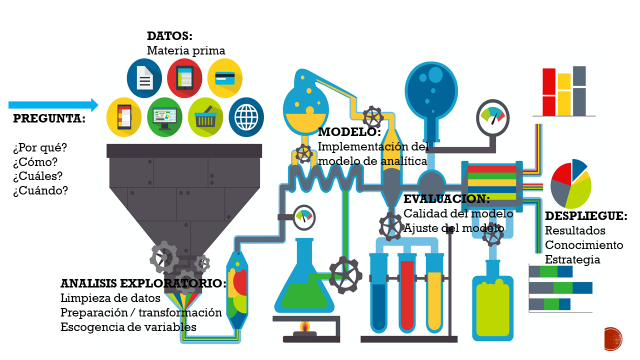 DATOS:
Materia prima
PREGUNTA:
¿Por qué?
¿Cómo?
¿Cuáles?
¿Cuándo?
MODELO:
Implementación del
modelo de analítica
EVALUACION:
Calidad del modelo
Ajuste del modelo
DESPLIEGUE:
Resultados
Conocimiento
Estrategia
ANALISIS EXPLORATORIO:
Limpieza de datos
Preparación / transformación
Escogencia de variables